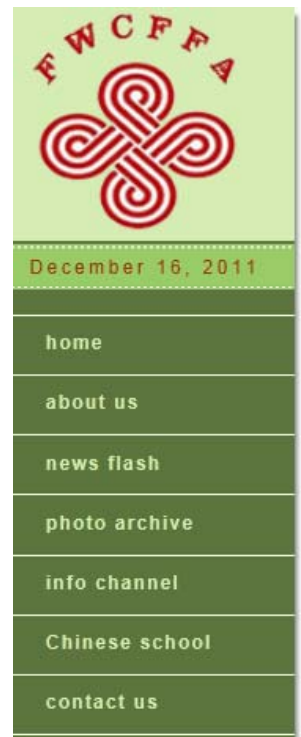 FWCFFA
December 16, 2011
home
about us
news flash
photo archive
info channel
Chinese school
contact us